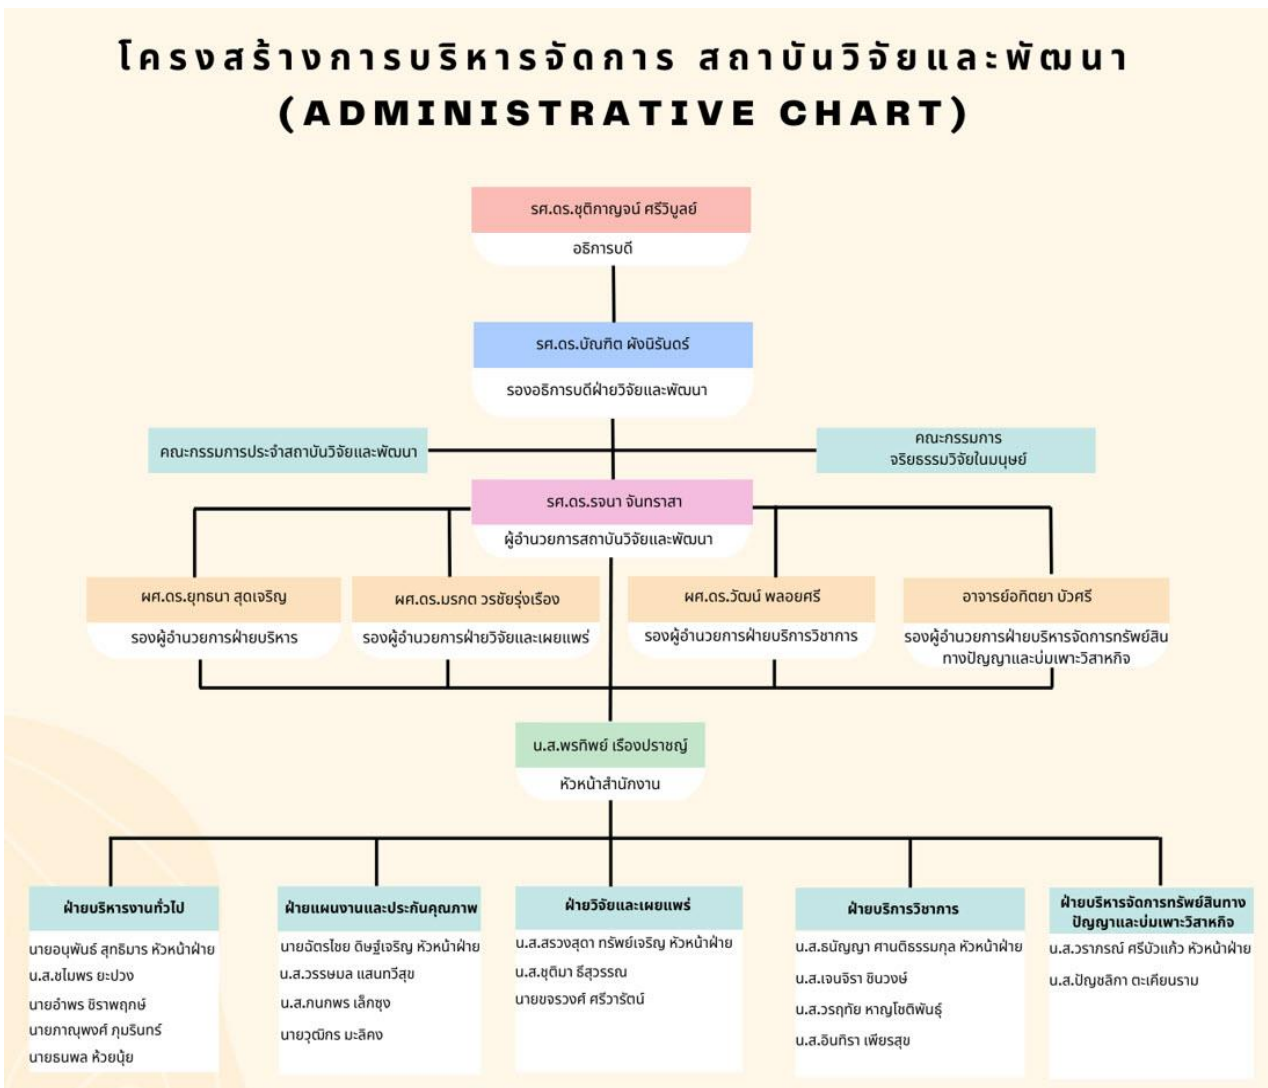 โครงสร้างการบริหารจัดการ สถาบันวิจัยและพัฒนา
(ADMINISTRATIVE CHART)
รศ.ดร.ชุติกาญจน์ ศรีวิบูลย์
อธิการบดี
รศ.ดร.บัณฑิต ผังนิรันดร์
รองอธิการบดีฝ่ายวิจัยและพัฒนา
คณะกรรมการประจำสถาบันวิจัยและพัฒนา
คณะกรรมการ
จริยธรรมวิจัยในมนุษย์
รศ.ดร.รจนา จันทราสา
ผู้อำนวยการสถาบันวิจัยและพัฒนา
ผศ.ดร.ยุทธนา สุดเจริญ
รองผู้อำนวยการฝ่ายบริหาร
ผศ.ดร.มรกต วรชัยรุ่งเรือง
รองผู้อำนวยการฝ่ายวิจัยและเผยแพร่
ผศ.ดร.วัฒน์ พลอยศรี
รองผู้อำนวยการฝ่ายบริการวิชาการ
อาจารย์อทิตยา บัวศรี
รองผู้อำนวยการฝ่ายบริหารจัดการทรัพย์สิน
ทางปัญญาและบ่มเพาะวิสาหกิจ
น.ส.พรทิพย์ เรืองปราชญ์
หัวหน้าสำนักงาน
ฝ่ายบริหารงานทั่วไป
นายอนุพันธ์ สุทธิมาร หัวหน้าฝ่าย
น.ส.ชไมพร ยะปวง
นายอำพร ชิราพฤกษ์
นายภาณุพงศ์ ภุมรินทร์
นายธนพล ห้วยนุ้ย
ฝ่ายแผนงานและประกันคุณภาพ
นายฉัตรไชย ดิษฐ์เจริญ หัวหน้าฝ่าย
น.ส.วรรษมล แสนทวีสุข
น.ส.กนกพร เล็กซุง
นายวุฒิกร มะลิคง
ฝ่ายวิจัยและเผยแพร่
น.ส.สรวงสุดา ทรัพย์เจริญ หัวหน้าฝ่าย
น.ส.ชุติมา ธีสุวรรณ
นายขจรวงศ์ ศรีวารัตน์
ฝ่ายบริการวิชาการ
น.ส.ธนัญญา ศานติธรรมกุล หัวหน้าฝ่าย
น.ส.เจนจิรา ชินวงษ์
น.ส.วรฤทัย หาญโชติพันธุ์
น.ส.อินทิรา เพียรสุข
ฝ่ายบริหารจัดการทรัพย์สินทาง
ปัญญาและบ่มเพาะวิสาหกิจ
น.ส.วราภรณ์ ศรีบัวแก้ว หัวหน้าฝ่าย
น.ส.ปัญชลิกา ตะเคียนราม